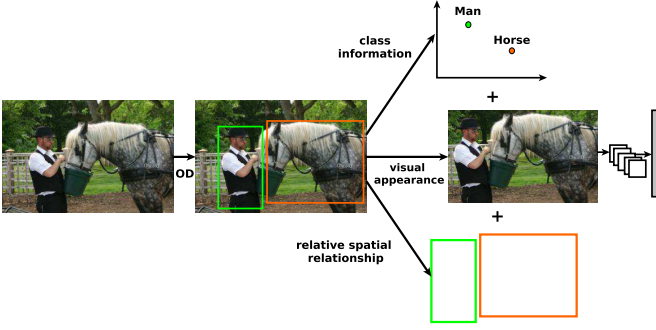 Man
Horse
class
information
+
OD
visual
appearance
+
relative spatial
relationship